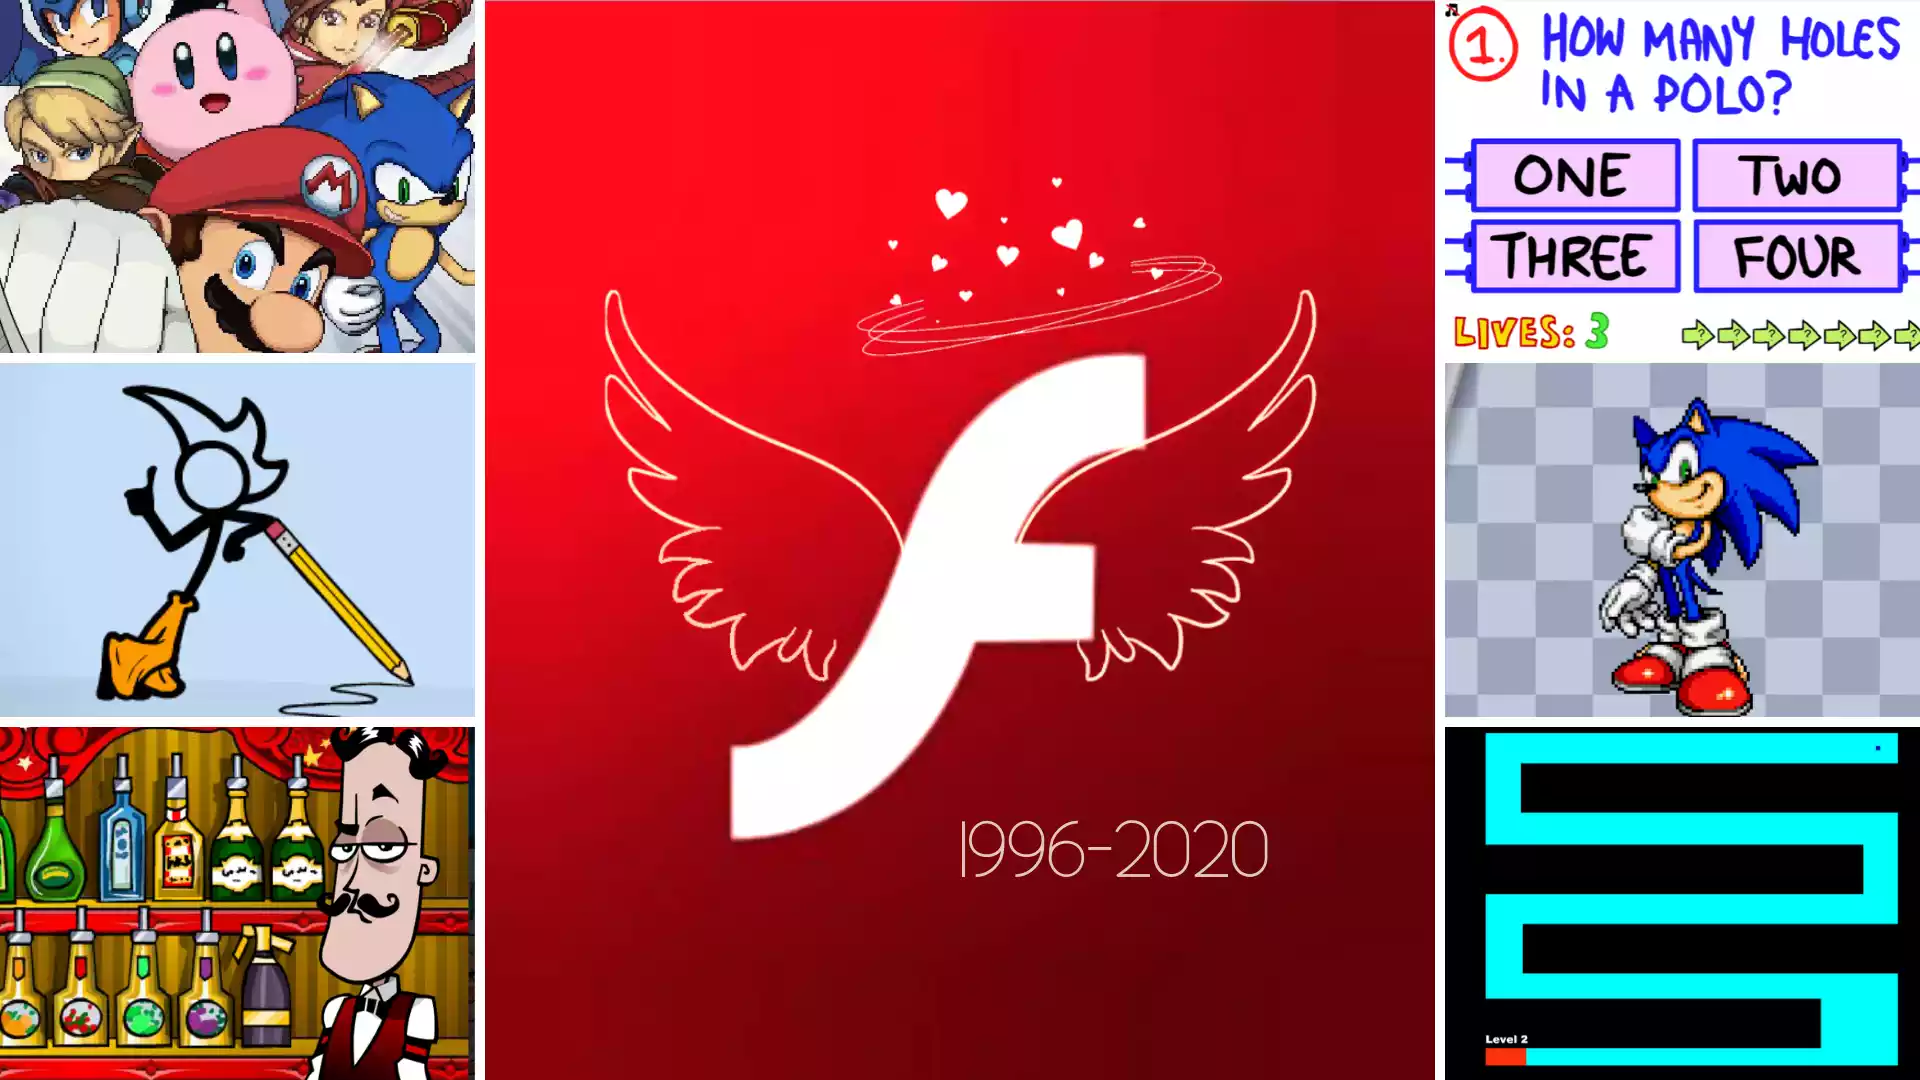 1.
HOW MANY HOLES
IN A POLO?
ONE
TWO
THREE
FOUR
LIVES: 3
? ? ? ? ? ? ?
M
1996-2020
Level 2